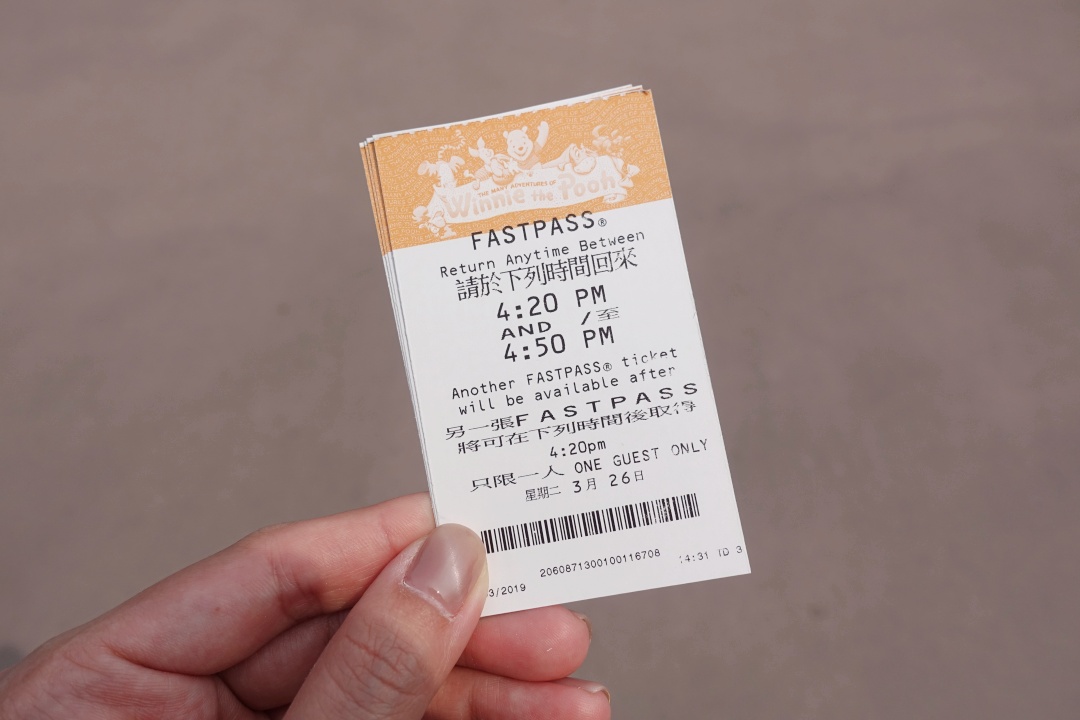 THE MANY ADVENTURES OF
Winnie the Pooh
FASTPASS®
Return Anytime Between
請於下列時間回來
4:20 PM
AND /至
4:50 PM
Another FASTPASS® ticket
will be available after
另一張FASTPASS
將可在下列時間後取得
4:20pm
只限一人 ONE GUEST ONLY
星期二 3月 26日
2060871300100116708 14:31 ID 3
3/2019